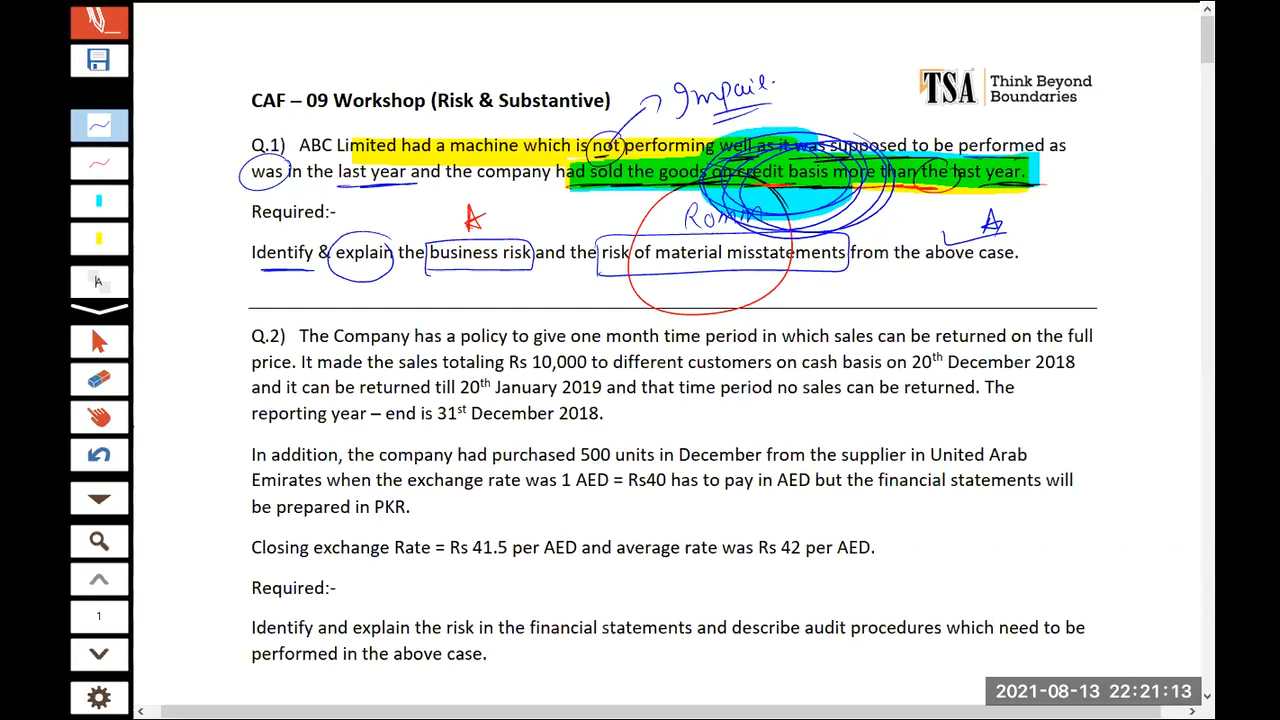 TSA Think Beyond
Boundaries
Impair.
CAF – 09 Workshop (Risk & Substantive)
Q.1) ABC Limited had a machine which is not performing well as it was supposed to be performed as
was in the last year and the company had sold the goods on credit basis more than the last year.
Required:-
A
Romm
A
Identify & explain the business risk and the risk of material misstatements from the above case.
Q.2) The Company has a policy to give one month time period in which sales can be returned on the full
price. It made the sales totaling Rs 10,000 to different customers on cash basis on 20th December 2018
and it can be returned till 20th January 2019 and that time period no sales can be returned. The
reporting year – end is 31st December 2018.
In addition, the company had purchased 500 units in December from the supplier in United Arab
Emirates when the exchange rate was 1 AED = Rs40 has to pay in AED but the financial statements will
be prepared in PKR.
Closing exchange Rate = Rs 41.5 per AED and average rate was Rs 42 per AED.
Required:-
Identify and explain the risk in the financial statements and describe audit procedures which need to be
performed in the above case.
A
1
2021-08-13 22:21:13